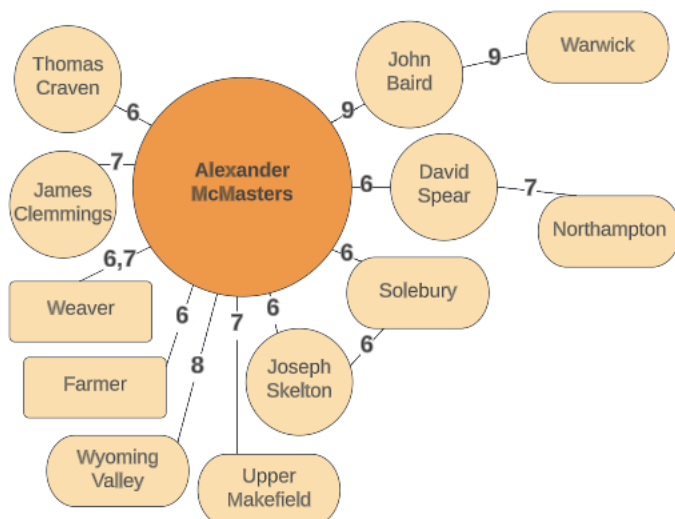 Thomas
Craven
John
Baird
Warwick
9
6
9
7
Alexander
McMasters
David
Spear
6
7
James
Clemmings
Northampton
6,7
6
Weaver
Solebury
6
7
6
8
6
Farmer
Joseph
Skelton
Wyoming
Valley
Upper
Makefield